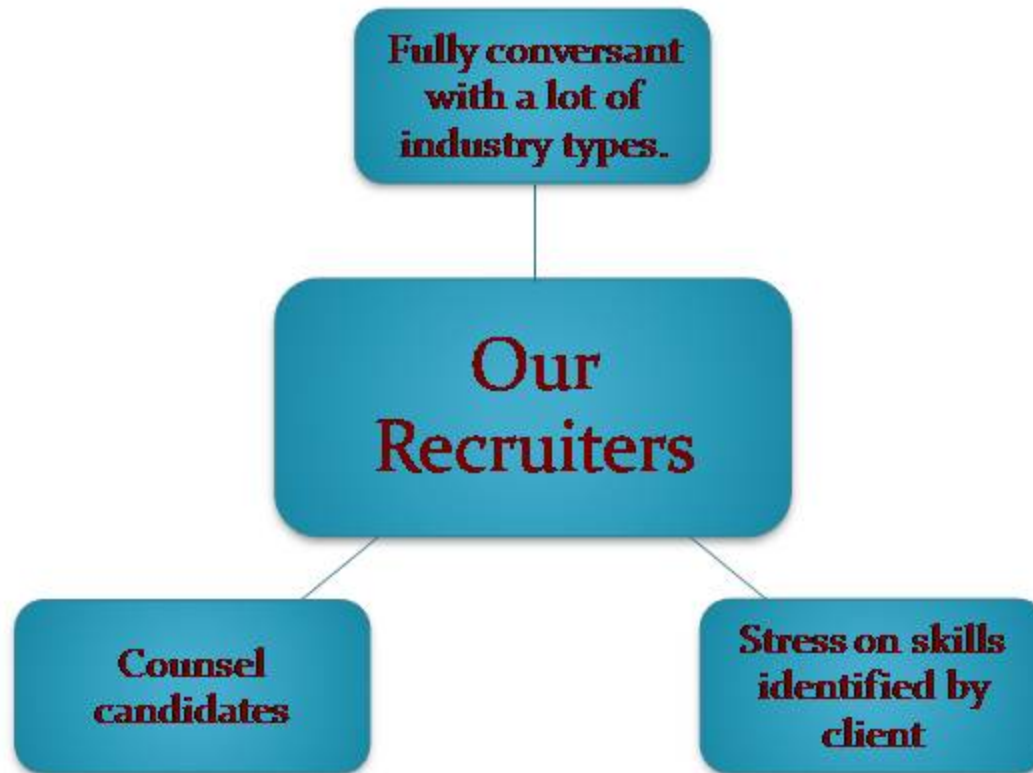 Fully conversant
with a lot of
industry types.
Our
Recruiters
Counsel
candidates
Stress on skills
identified by
client